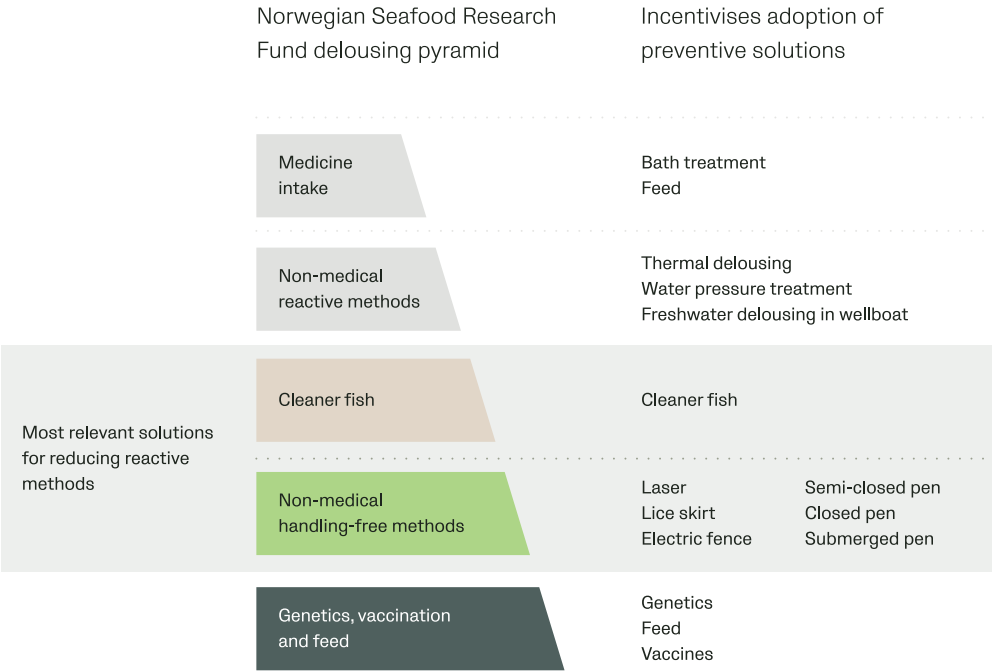 Norwegian Seafood Research
Fund delousing pyramid
Incentivises adoption of
preventive solutions
Medicine
intake
Bath treatment
Feed
Non-medical
reactive methods
Thermal delousing
Water pressure treatment
Freshwater delousing in wellboat
Most relevant solutions
for reducing reactive
methods
Cleaner fish
Cleaner fish
Non-medical
handling-free methods
Laser
Lice skirt
Electric fence
Semi-closed pen
Closed pen
Submerged pen
Genetics, vaccination
and feed
Genetics
Feed
Vaccines